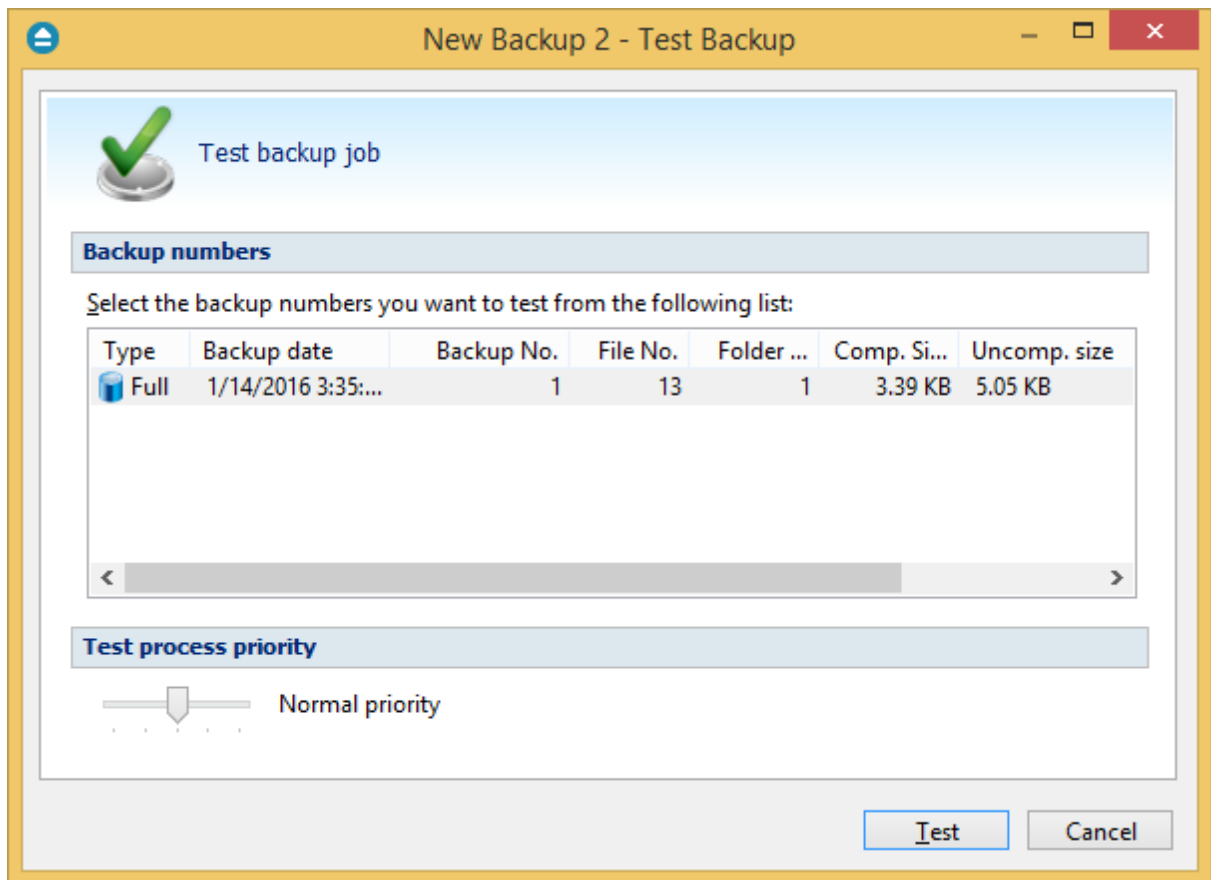 New Backup 2 - Test Backup
Test backup job
Backup numbers
Select the backup numbers you want to test from the following list:
Type Backup date Backup No. File No. Folder ... Comp. Si... Uncomp. size
Full 1/14/2016 3:35:... 1 13 1 3.39 KB 5.05 KB
Test process priority
Normal priority
Test Cancel